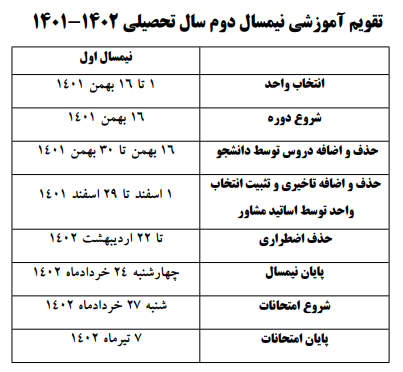 تقویم آموزشی نیمسال دوم سال تحصیلی ۱۴۰۲-۱۴۰۱
نیمسال اول
انتخاب واحد ۱ تا ۱۶ بهمن ۱۴۰۱
شروع دوره ۱۶ بهمن ۱۴۰۱
حذف و اضافه دروس توسط دانشجو ۱۶ بهمن تا ۳۰ بهمن ۱۴۰۱
حذف و اضافه تاخیری و تثبیت انتخاب
واحد توسط اساتید مشاور ۱ اسفند تا ۲۹ اسفند ۱۴۰۱
حذف اضطراری تا ۲۲ اردیبهشت ۱۴۰۲
پایان نیمسال چهارشنبه ۲۴ خردادماه ۱۴۰۲
شروع امتحانات شنبه ۲۷ خردادماه ۱۴۰۲
پایان امتحانات ۷ تیرماه ۱۴۰۲